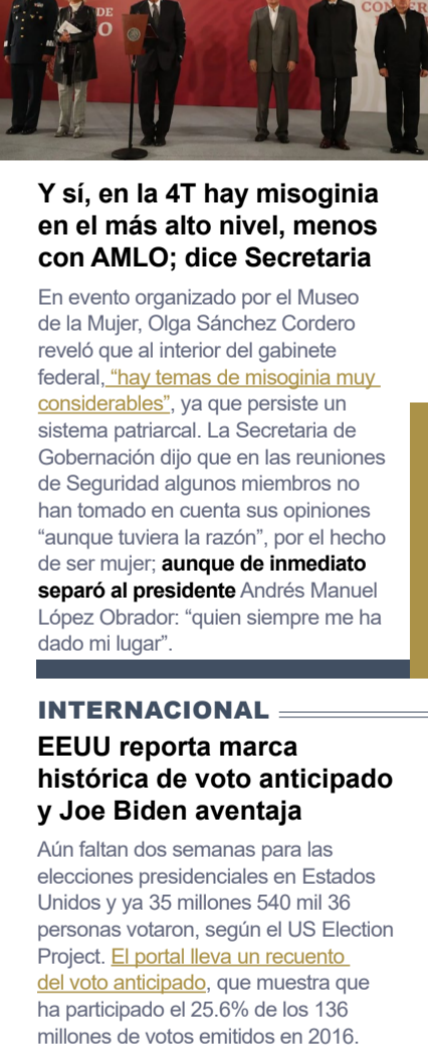 DE
O
CONFER
Y sí, en la 4T hay misoginia
en el más alto nivel, menos
con AMLO; dice Secretaria
En evento organizado por el Museo
de la Mujer, Olga Sánchez Cordero
reveló que al interior del gabinete
federal, “hay temas de misoginia muy
considerables”, ya que persiste un
sistema patriarcal. La Secretaria de
Gobernación dijo que en las reuniones
de Seguridad algunos miembros no
han tomado en cuenta sus opiniones
“aunque tuviera la razón”, por el hecho
de ser mujer; aunque de inmediato
separó al presidente Andrés Manuel
López Obrador: “quien siempre me ha
dado mi lugar”.
INTERNACIONAL
EEUU reporta marca
histórica de voto anticipado
y Joe Biden aventaja
Aún faltan dos semanas para las
elecciones presidenciales en Estados
Unidos y ya 35 millones 540 mil 36
personas votaron, según el US Election
Project. El portal lleva un recuento
del voto anticipado, que muestra que
ha participado el 25.6% de los 136
millones de votos emitidos en 2016.